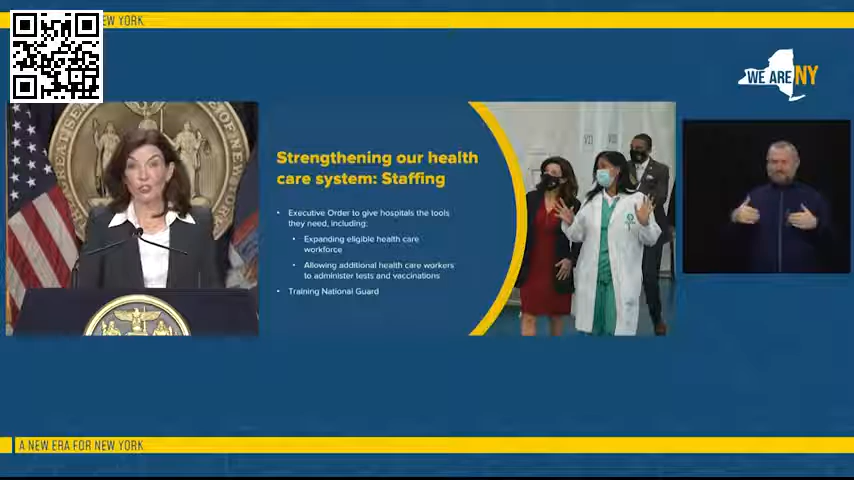 EW YORK
WE ARE NY
Strengthening our health
care system: Staffing
• Executive Order to give hospitals the tools
they need, including:
• Expanding eligible health care
workforce
• Allowing additional health care workers
to administer tests and vaccinations
• Training National Guard
A NEW ERA FOR NEW YORK